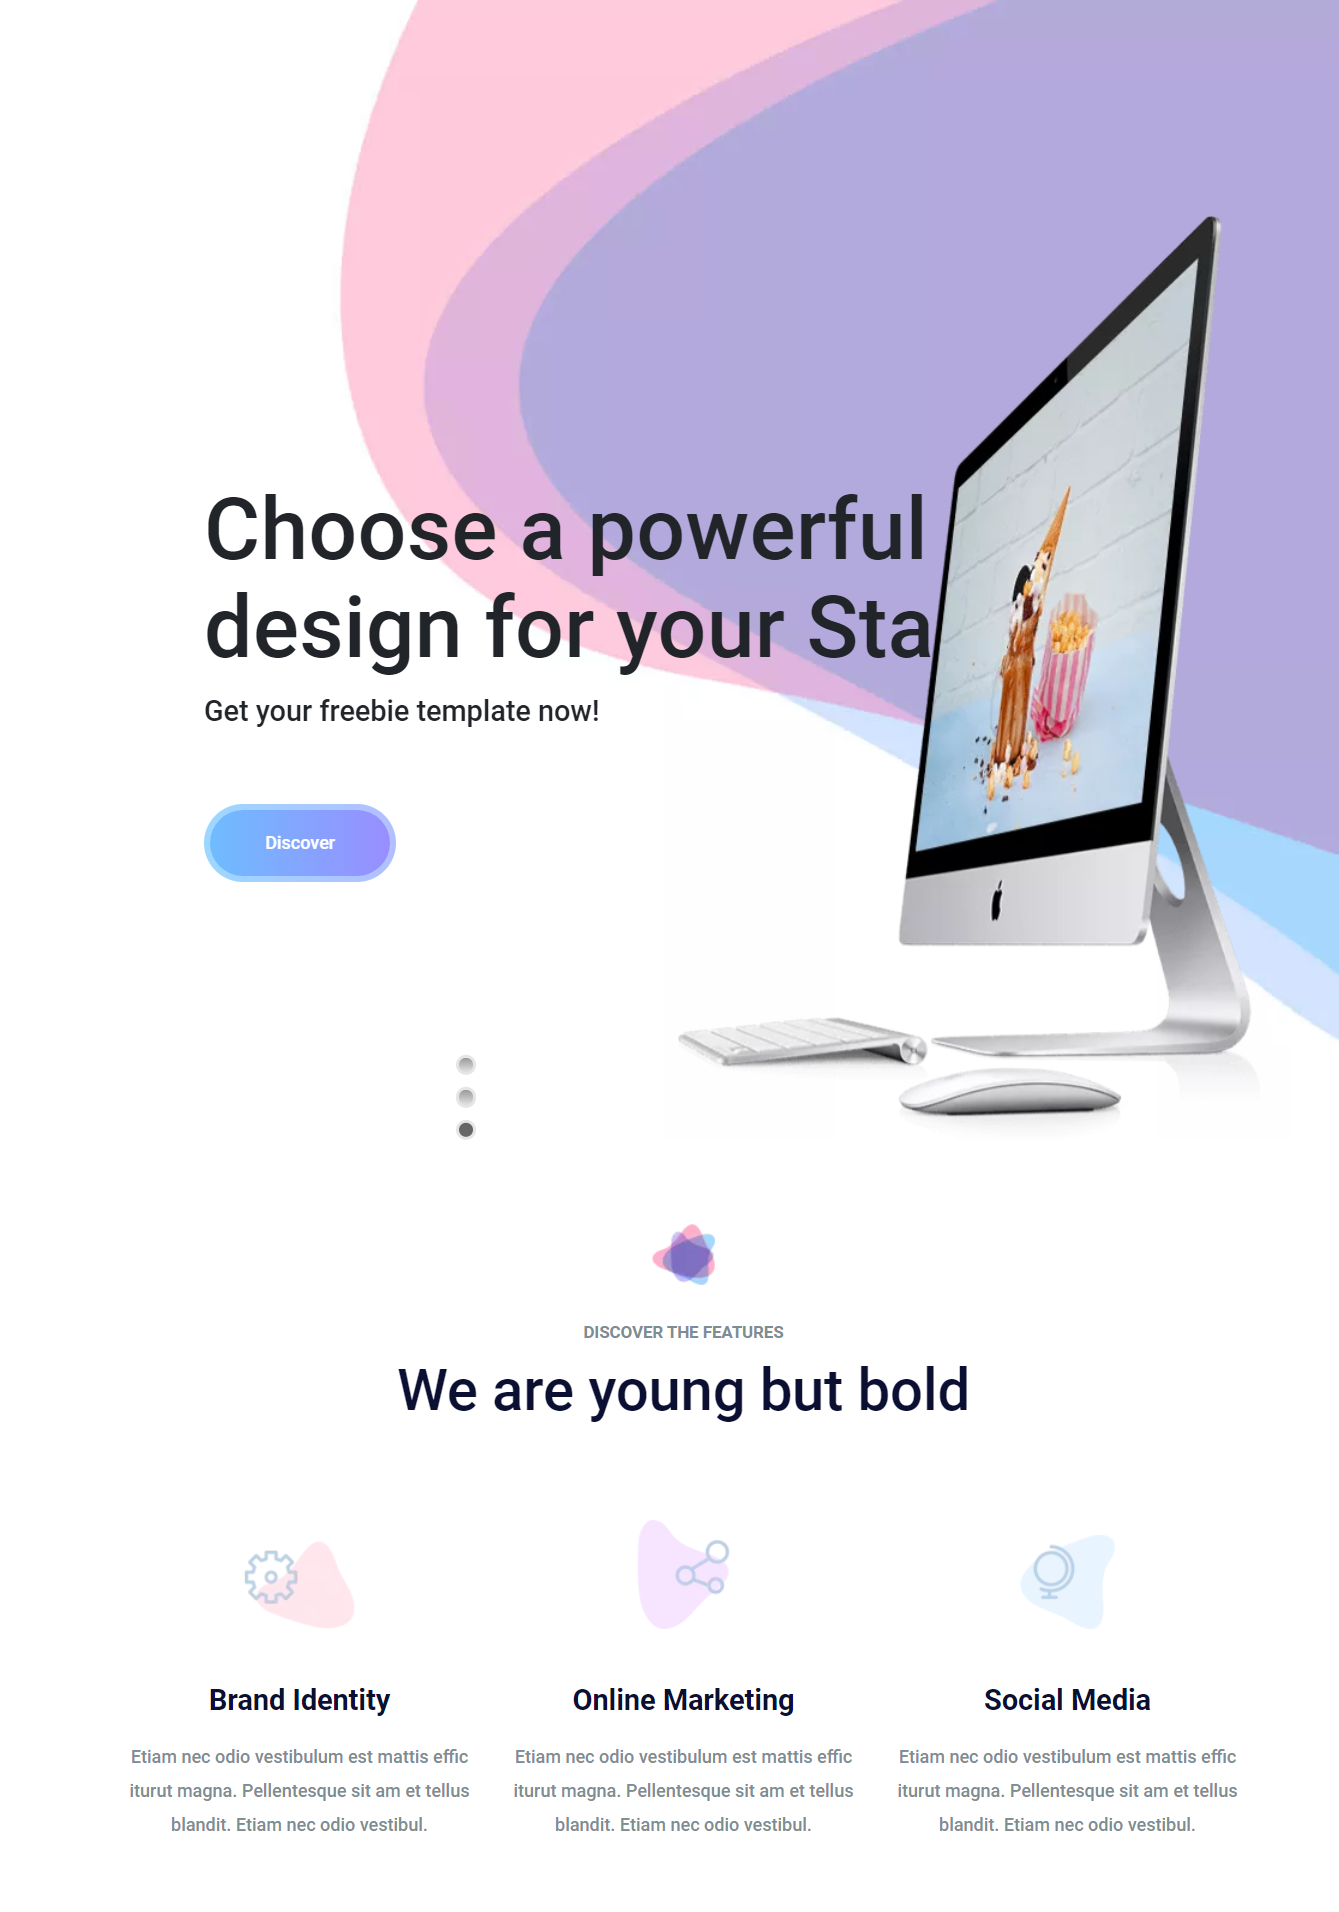 Choose a powerful
design for your Sta
Get your freebie template now!
Discover
DISCOVER THE FEATURES
We are young but bold
Brand Identity
Etiam nec odio vestibulum est mattis effic
iturut magna. Pellentesque sit am et tellus
blandit. Etiam nec odio vestibul.
Online Marketing
Etiam nec odio vestibulum est mattis effic
iturut magna. Pellentesque sit am et tellus
blandit. Etiam nec odio vestibul.
Social Media
Etiam nec odio vestibulum est mattis effic
iturut magna. Pellentesque sit am et tellus
blandit. Etiam nec odio vestibul.